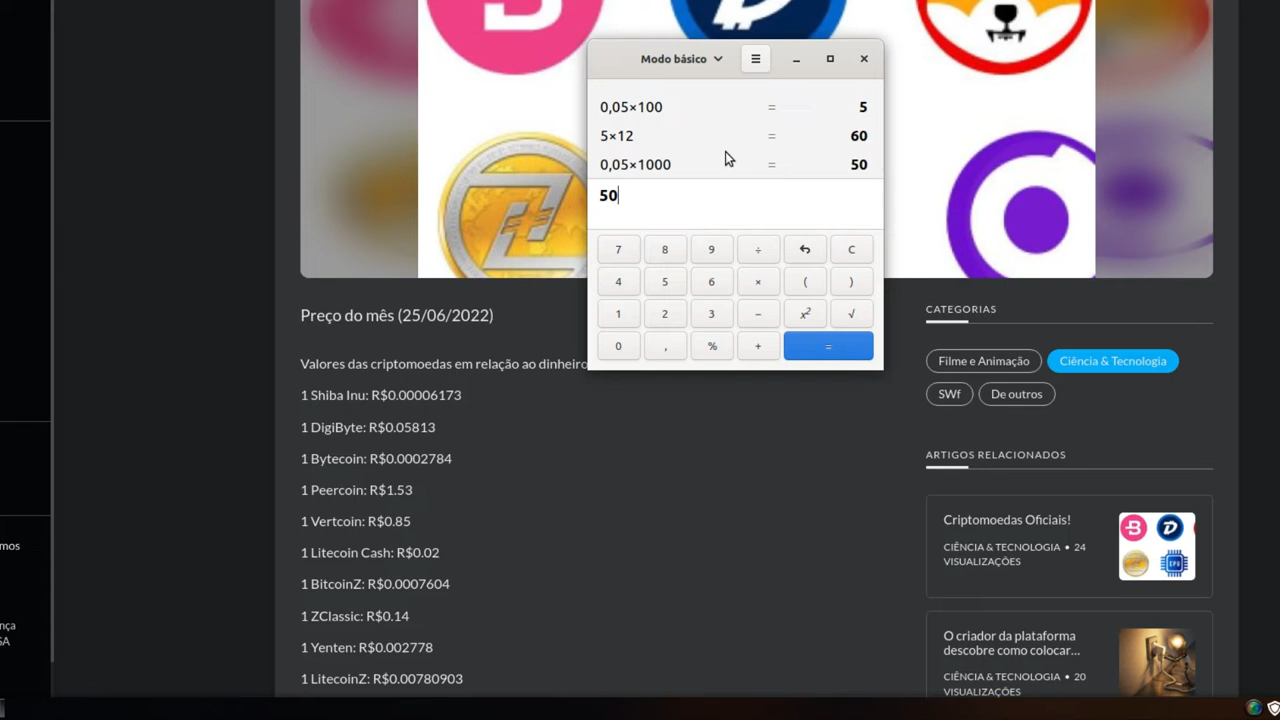 Modo básico
0,05×100 = 5
5×12 = 60
0,05×1000 = 50
50
7 8 9 ÷ C
4 5 6 × ( )
1 2 3 − x² √
0 , % + =
Preço do mês (25/06/2022)
Valores das criptomoedas em relação ao dinheiro
1 Shiba Inu: R$0.00006173
1 DigiByte: R$0.05813
1 Bytecoin: R$0.0002784
1 Peercoin: R$1.53
1 Vertcoin: R$0.85
1 Litecoin Cash: R$0.02
1 BitcoinZ: R$0.0007604
1 ZClassic: R$0.14
1 Yenten: R$0.002778
1 LitecoinZ: R$0.00780903
CATEGORIAS
Filme e Animação Ciência & Tecnologia
SWf De outros
ARTIGOS RELACIONADOS
Criptomoedas Oficiais!
CIÊNCIA & TECNOLOGIA • 24
VISUALIZAÇÕES
O criador da plataforma
descobre como colocar...
CIÊNCIA & TECNOLOGIA • 20
VISUALIZAÇÕES
mos
nça
SA